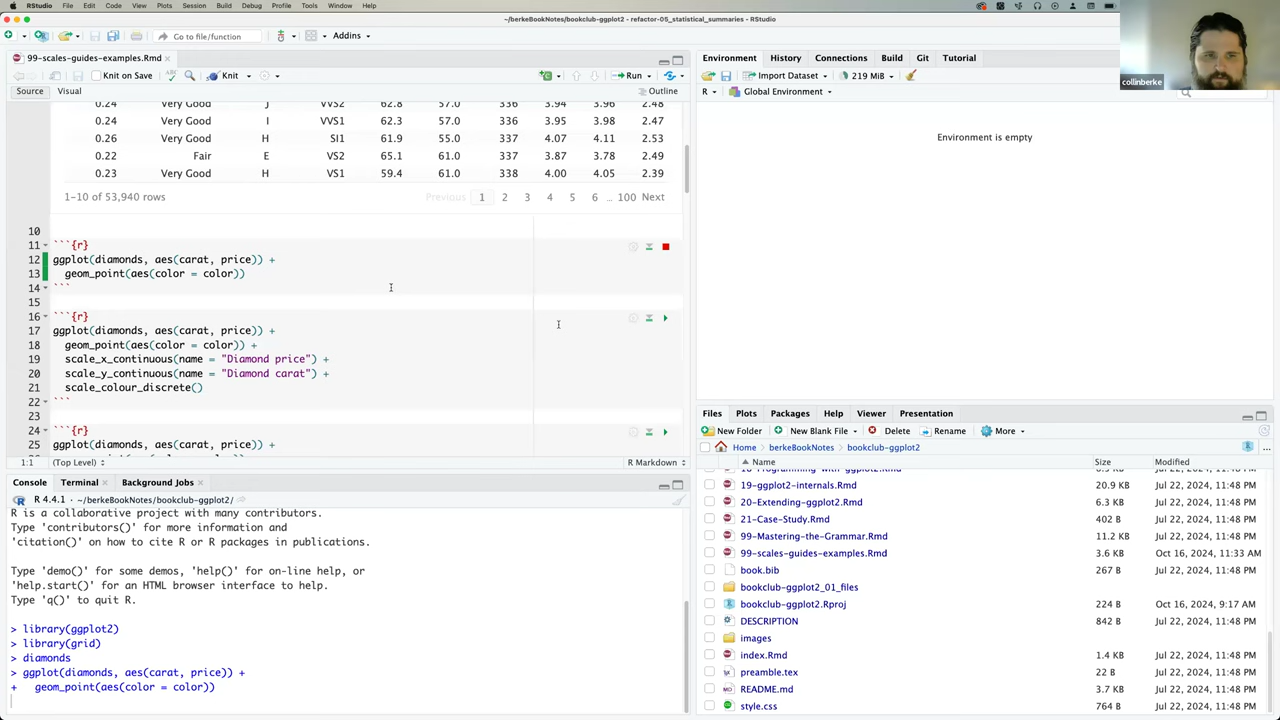 RStudio File Edit Code View Plots Session Build Debug Profile Tools Window Help
~/berkeBookNotes/bookclub-ggplot2 - refactor-05_statistical_summaries - RStudio
Go to file/function Addins
99-scales-guides-examples.Rmd
Knit on Save Knit Run
Source Visual Outline
0.24 Very Good J VVS2 62.8 57.0 336 3.94 3.96 2.48
0.24 Very Good I VVS1 62.3 57.0 336 3.95 3.98 2.47
0.26 Very Good H SI1 61.9 55.0 337 4.07 4.11 2.53
0.22 Fair E VS2 65.1 61.0 337 3.87 3.78 2.49
0.23 Very Good H VS1 59.4 61.0 338 4.00 4.05 2.39
1-10 of 53,940 rows Previous 1 2 3 4 5 6 ... 100 Next
10
11 ```{r}
12 ggplot(diamonds, aes(carat, price)) +
13 geom_point(aes(color = color))
14 ```
15
16 ```{r}
17 ggplot(diamonds, aes(carat, price)) +
18 geom_point(aes(color = color)) +
19 scale_x_continuous(name = "Diamond price") +
20 scale_y_continuous(name = "Diamond carat") +
21 scale_colour_discrete()
22 ```
23
24 ```{r}
25 ggplot(diamonds, aes(carat, price)) +
1:1 (Top Level) R Markdown
Console Terminal Background Jobs
R 4.4.1 · ~/berkeBookNotes/bookclub-ggplot2/
R is a collaborative project with many contributors.
Type 'contributors()' for more information and
'citation()' on how to cite R or R packages in publications.
Type 'demo()' for some demos, 'help()' for on-line help, or
'help.start()' for an HTML browser interface to help.
Type 'q()' to quit R.
> library(ggplot2)
> library(grid)
> diamonds
> ggplot(diamonds, aes(carat, price)) +
+ geom_point(aes(color = color))
Environment History Connections Build Git Tutorial
Import Dataset 219 MiB
R Global Environment
Environment is empty
collinberke
Files Plots Packages Help Viewer Presentation
New Folder New Blank File Delete Rename More
Home berkeBookNotes bookclub-ggplot2
Name Size Modified
19-ggplot2-internals.Rmd 20.9 KB Jul 22, 2024, 11:48 PM
20-Extending-ggplot2.Rmd 6.3 KB Jul 22, 2024, 11:48 PM
21-Case-Study.Rmd 402 B Jul 22, 2024, 11:48 PM
99-Mastering-the-Grammar.Rmd 11.2 KB Jul 22, 2024, 11:48 PM
99-scales-guides-examples.Rmd 3.6 KB Oct 16, 2024, 11:33 AM
book.bib 267 B Jul 22, 2024, 11:48 PM
bookclub-ggplot2_01_files
bookclub-ggplot2.Rproj 224 B Oct 16, 2024, 9:17 AM
DESCRIPTION 842 B Jul 22, 2024, 11:48 PM
images
index.Rmd 1.4 KB Jul 22, 2024, 11:48 PM
preamble.tex 22 B Jul 22, 2024, 11:48 PM
README.md 3.7 KB Jul 22, 2024, 11:48 PM
style.css 764 B Jul 22, 2024, 11:48 PM